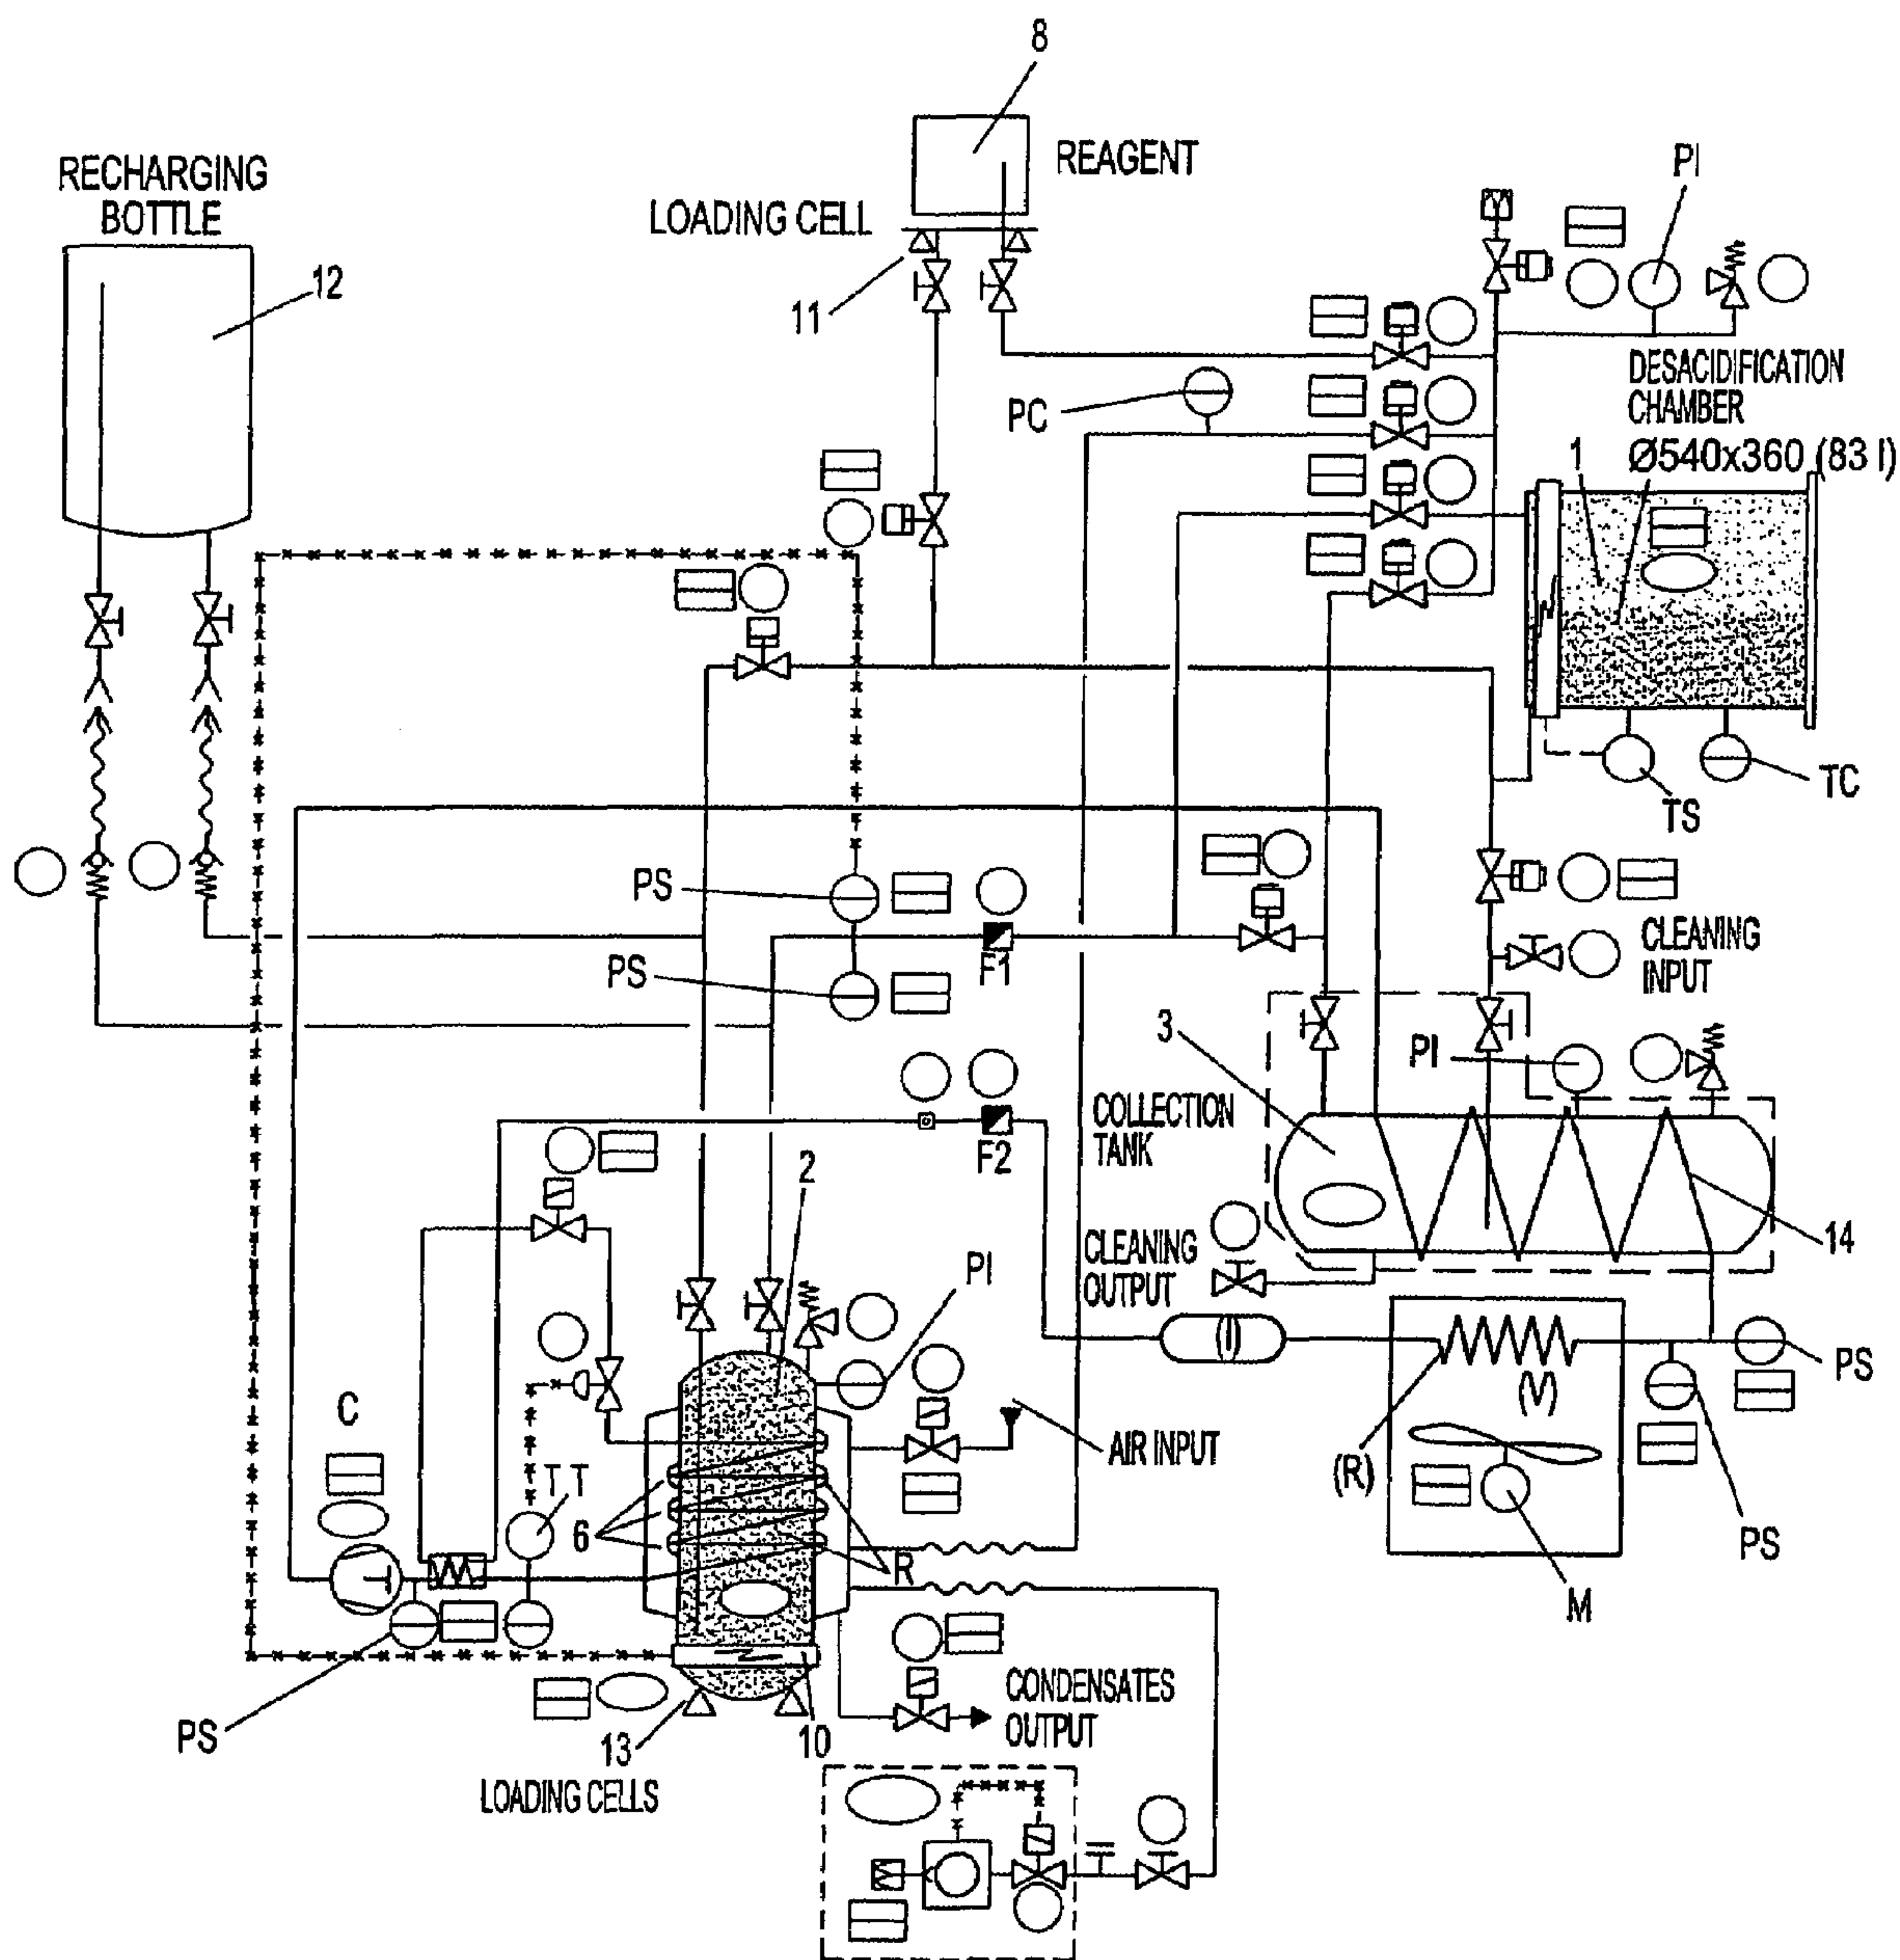 8
RECHARGING
BOTTLE
REAGENT
PI
LOADING CELL
12
11
DESACIDIFICATION
CHAMBER
PC
1
Ø540x360 (83 l)
TC
TS
PS
F1
PS
CLEANING
INPUT
3
PI
COLLECTION
TANK
F2
2
14
CLEANING
OUTPUT
PI
PS
(V)
C
AIR INPUT
(R)
TT
6
R
PS
M
CONDENSATES
OUTPUT
PS
13
10
LOADING CELLS